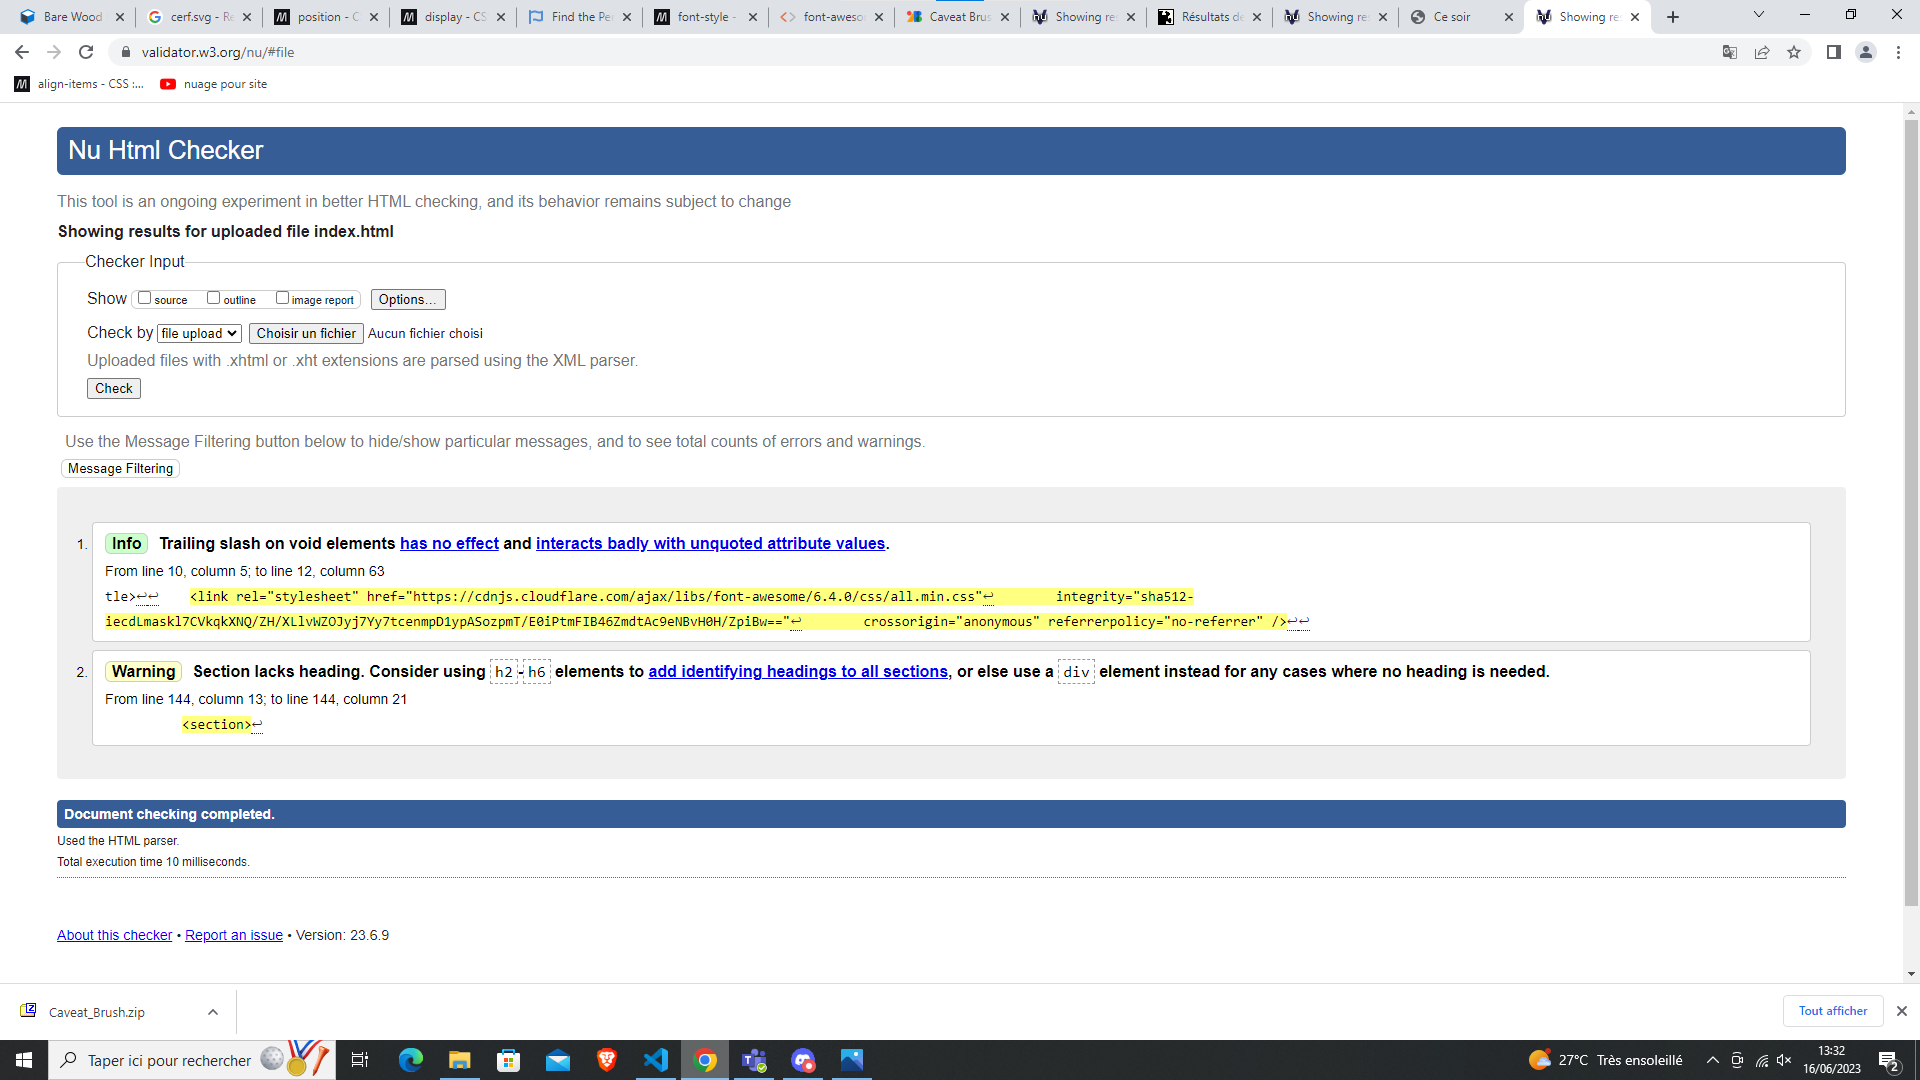 Bare Wood
cerf.svg - Re
position - C
display - CS
Find the Per
font-style -
font-aweson
Caveat Brus
Showing res
Résultats de
Showing res
Ce soir
Showing res
validator.w3.org/nu/#file
align-items - CSS :...
nuage pour site
Nu Html Checker
This tool is an ongoing experiment in better HTML checking, and its behavior remains subject to change
Showing results for uploaded file index.html
Checker Input
Show source outline image report Options...
Check by file upload Choisir un fichier Aucun fichier choisi
Uploaded files with .xhtml or .xht extensions are parsed using the XML parser.
Check
Use the Message Filtering button below to hide/show particular messages, and to see total counts of errors and warnings.
Message Filtering
1. Info Trailing slash on void elements has no effect and interacts badly with unquoted attribute values.
From line 10, column 5; to line 12, column 63
tle>↩↩ <link rel="stylesheet" href="https://cdnjs.cloudflare.com/ajax/libs/font-awesome/6.4.0/css/all.min.css"↩ integrity="sha512-
iecdLmaskl7CVkqkXNQ/ZH/XLlvWZOJyj7Yy7tcenmpD1ypASozpmT/E0iPtmFIB46ZmdtAc9eNBvH0H/ZpiBw=="↩ crossorigin="anonymous" referrerpolicy="no-referrer" />↩↩
2. Warning Section lacks heading. Consider using h2-h6 elements to add identifying headings to all sections, or else use a div element instead for any cases where no heading is needed.
From line 144, column 13; to line 144, column 21
<section>↩
Document checking completed.
Used the HTML parser.
Total execution time 10 milliseconds.
About this checker • Report an issue • Version: 23.6.9
Caveat_Brush.zip
Tout afficher
Taper ici pour rechercher
27°C Très ensoleillé
13:32
16/06/2023
2